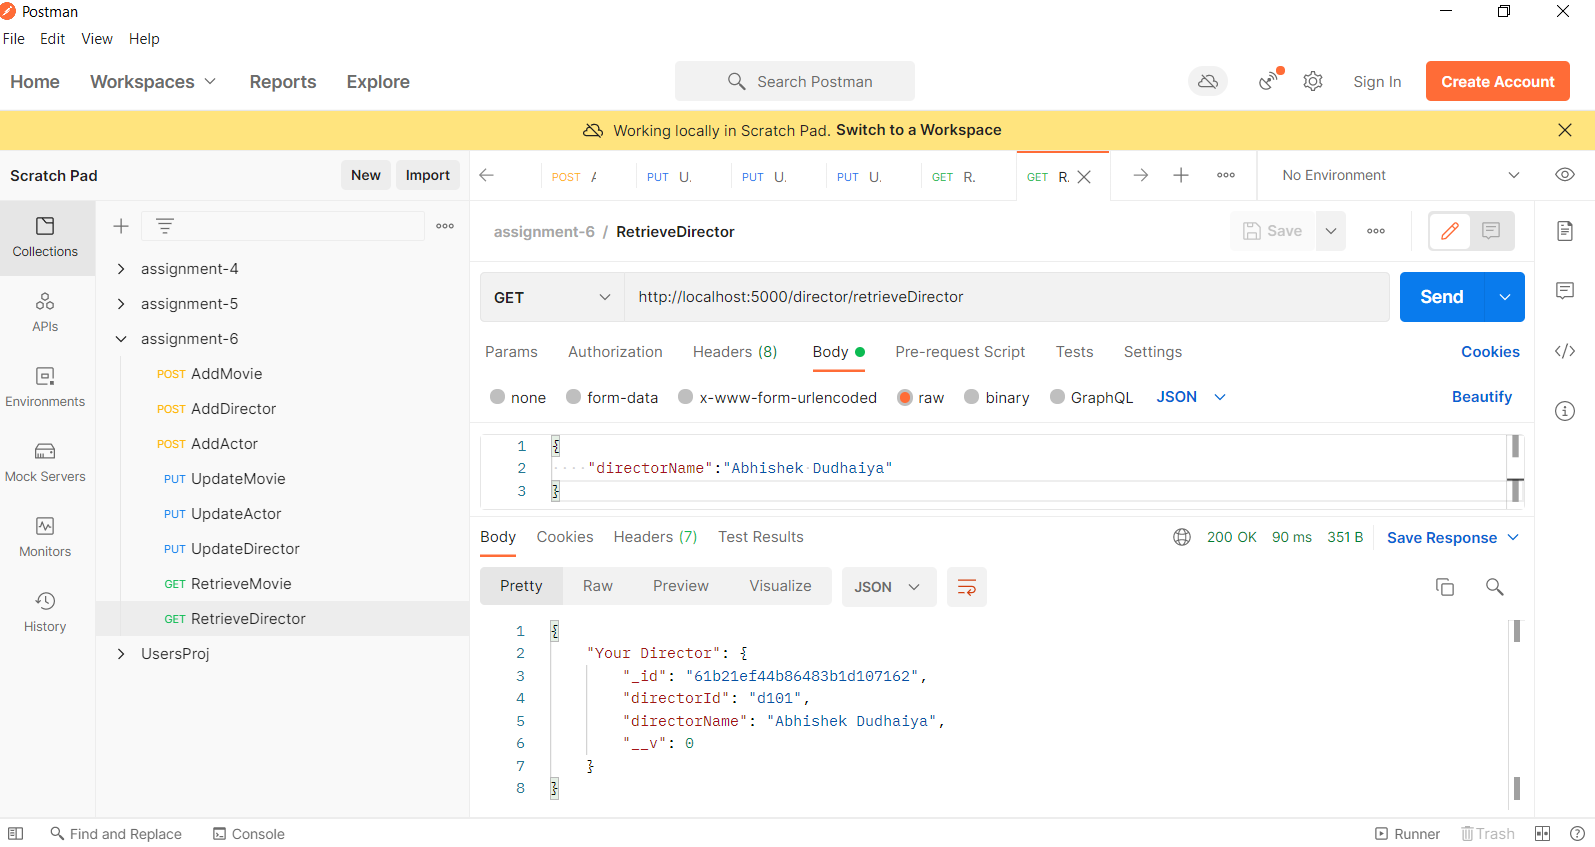 Postman
File Edit View Help
Home Workspaces Reports Explore Search Postman Sign In Create Account
Working locally in Scratch Pad. Switch to a Workspace
Scratch Pad New Import POST PUT U. PUT U. PUT U. GET R. GET R. No Environment
Collections
assignment-6 / RetrieveDirector Save
assignment-4
GET http://localhost:5000/director/retrieveDirector Send
assignment-5
APIs
assignment-6
Params Authorization Headers (8) Body Pre-request Script Tests Settings Cookies
POST AddMovie
Environments
none form-data x-www-form-urlencoded raw binary GraphQL JSON Beautify
POST AddDirector
POST AddActor
1 {
2 "directorName":"Abhishek Dudhaiya"
3 }
Mock Servers
PUT UpdateMovie
PUT UpdateActor
PUT UpdateDirector
Monitors
Body Cookies Headers (7) Test Results 200 OK 90 ms 351 B Save Response
GET RetrieveMovie
Pretty Raw Preview Visualize JSON
GET RetrieveDirector
History
UsersProj
1 {
2 "Your Director": {
3 "_id": "61b21ef44b86483b1d107162",
4 "directorId": "d101",
5 "directorName": "Abhishek Dudhaiya",
6 "__v": 0
7 }
8 }
Find and Replace Console Runner Trash